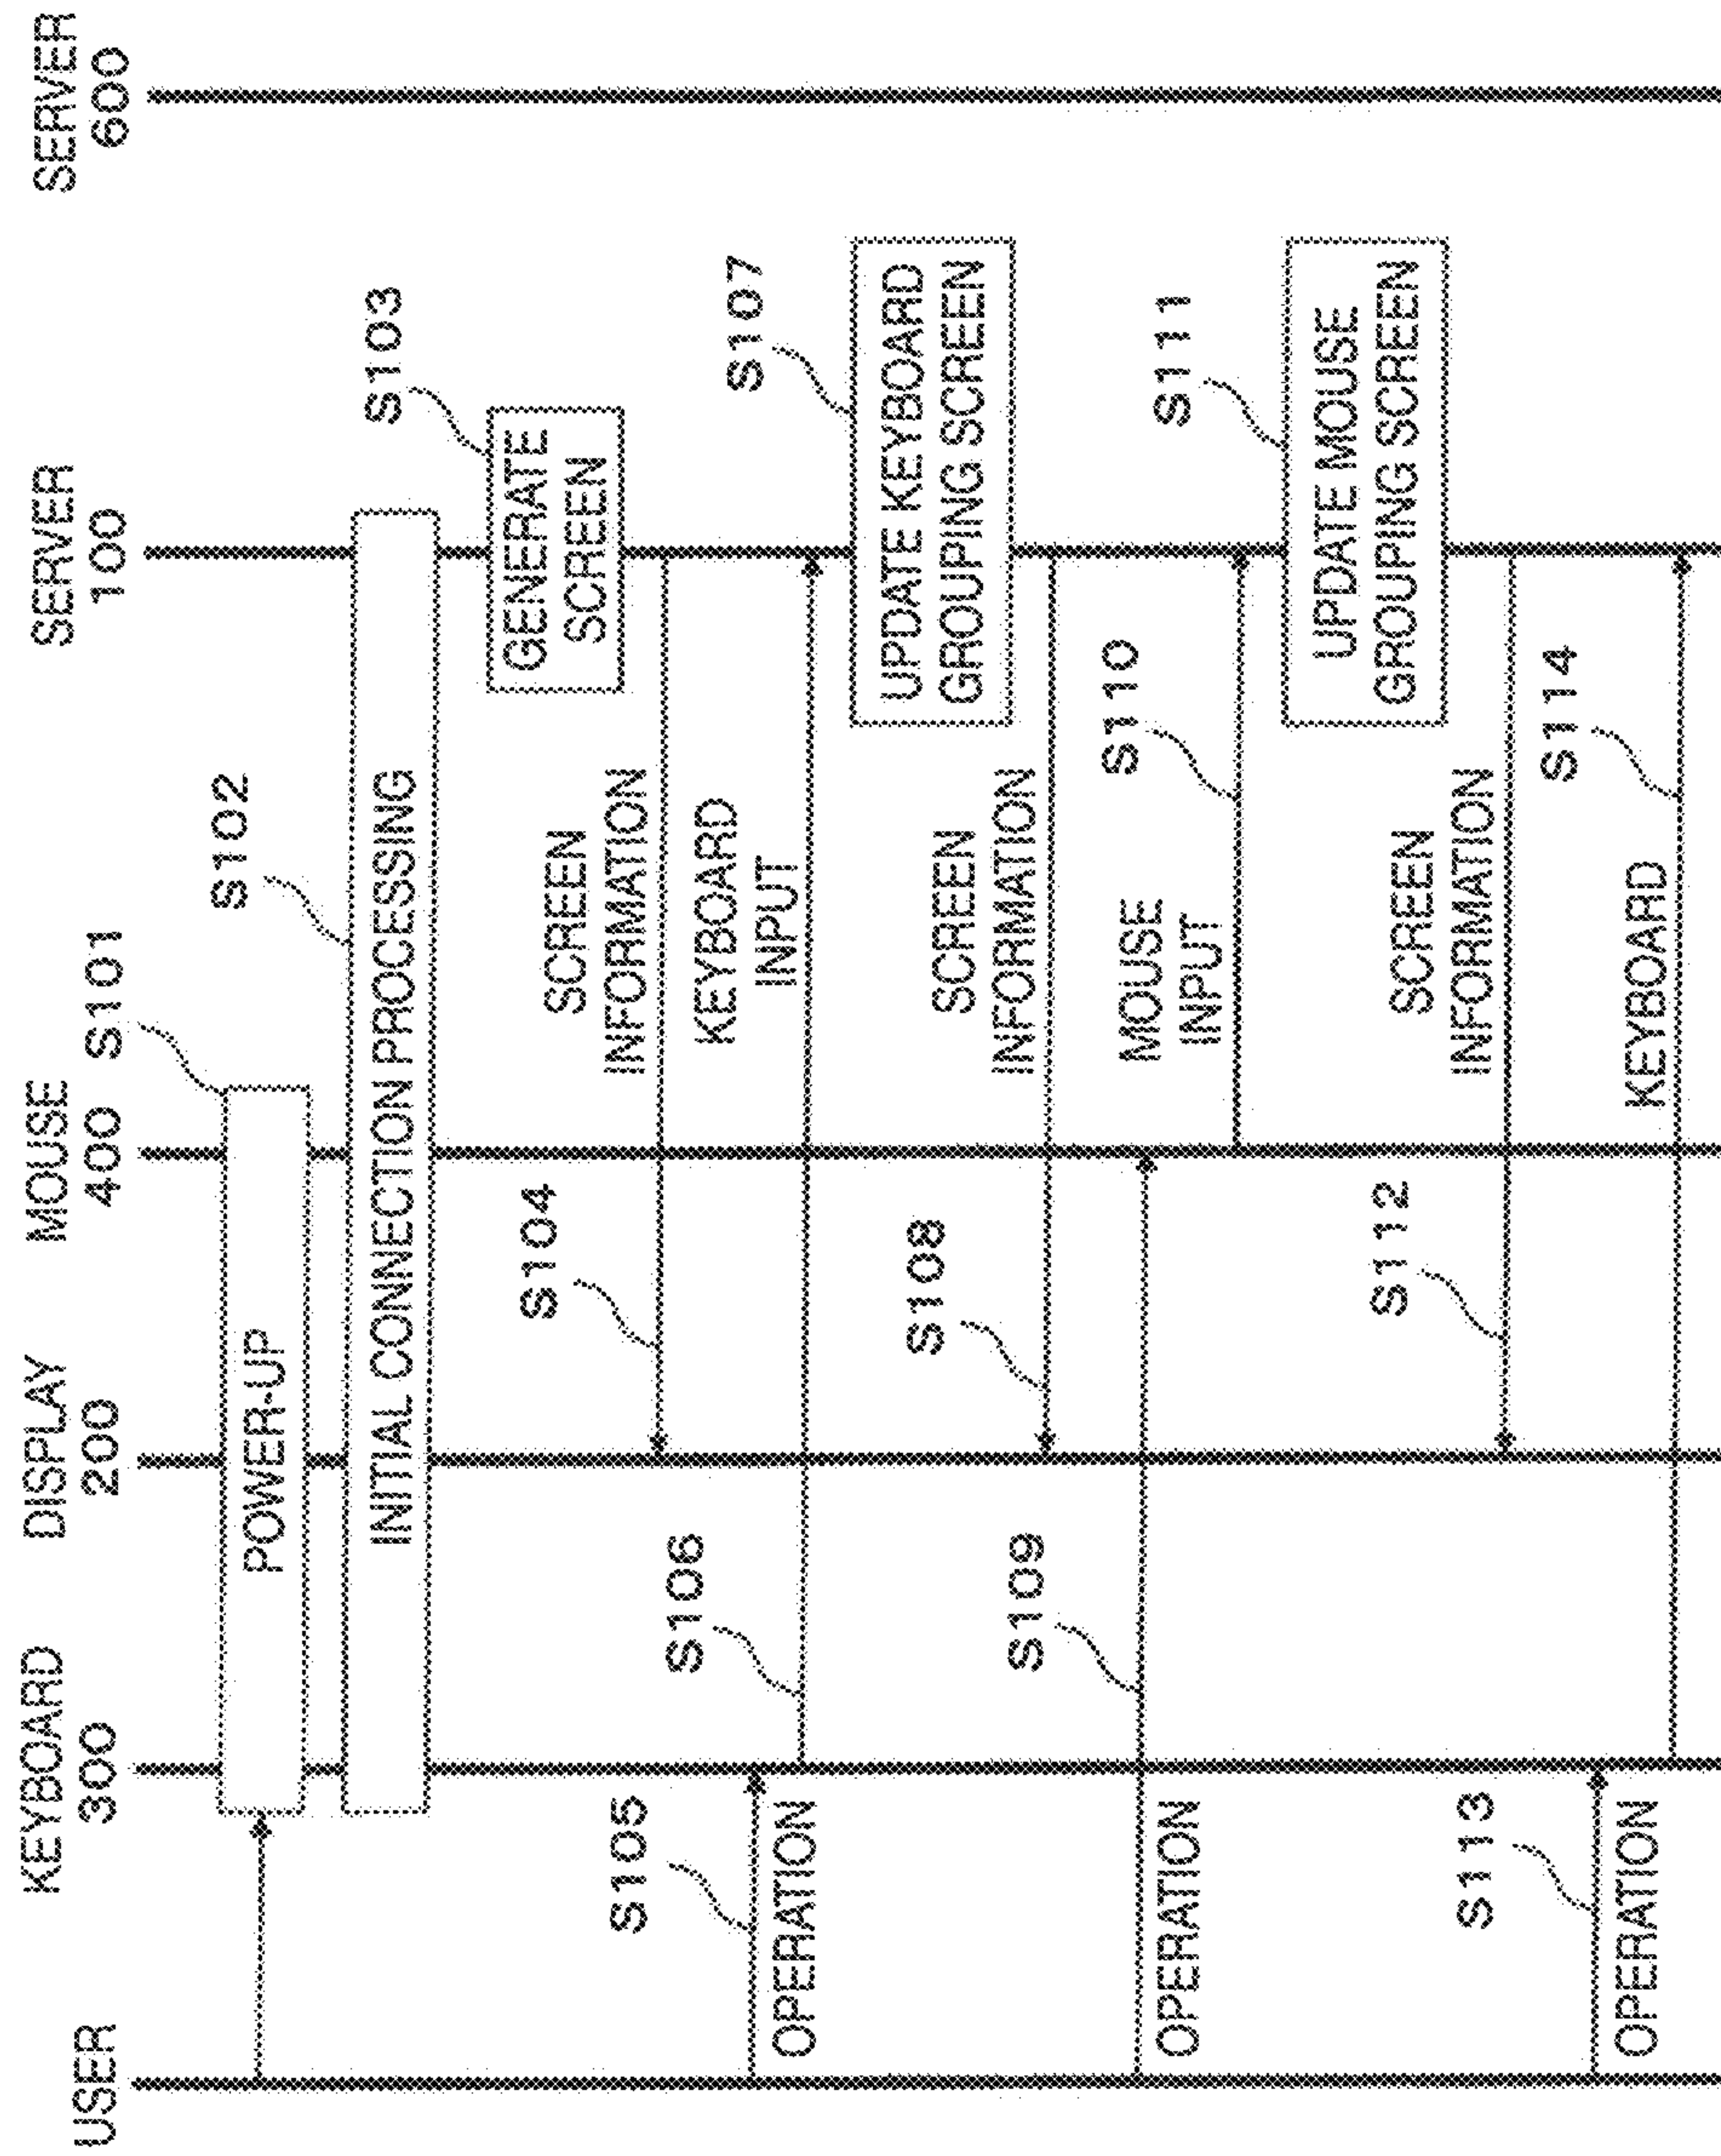 USER
KEYBOARD
300
DISPLAY
200
MOUSE
400
SERVER
100
SERVER
600
S101
POWER-UP
S102
INITIAL CONNECTION PROCESSING
S103
GENERATE
SCREEN
S104
SCREEN
INFORMATION
S105
OPERATION
S106
KEYBOARD
INPUT
S107
UPDATE KEYBOARD
GROUPING SCREEN
S108
SCREEN
INFORMATION
S109
OPERATION
S110
MOUSE
INPUT
S111
UPDATE MOUSE
GROUPING SCREEN
S112
SCREEN
INFORMATION
S113
OPERATION
S114
KEYBOARD